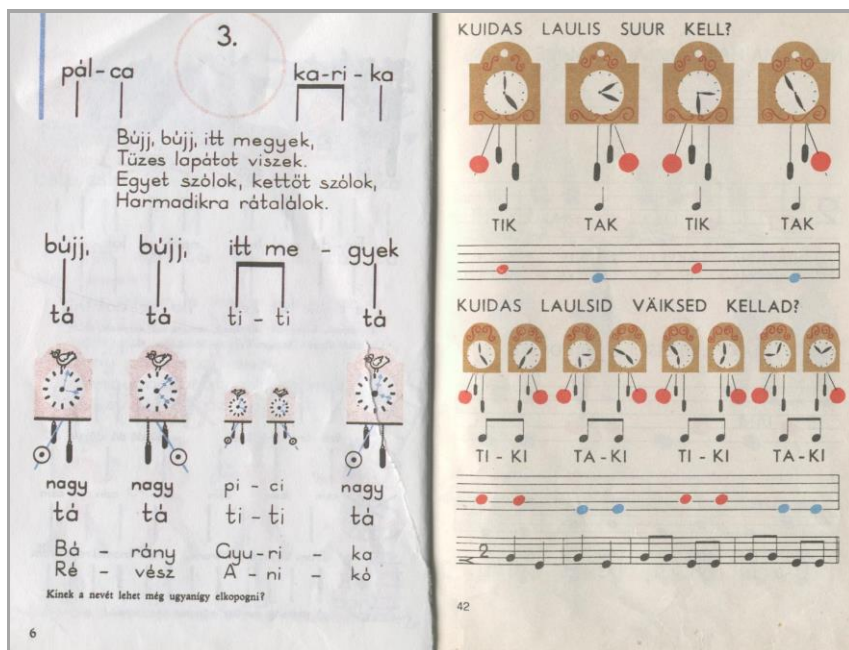 3.
pál-ca ka-ri-ka
Bújj, bújj, itt megyek,
Tüzes lapátot viszek.
Egyet szólok, kettőt szólok,
Harmadikra rátalálok.
bújj, bújj, itt me - gyek
tá tá ti - ti tá
nagy nagy pi - ci nagy
tá tá ti - ti tá
Bá - rány Gyu-ri - ka
Ré - vész A - ni - kó
Kinek a nevét lehet még ugyanígy elkopogni?
6
KUIDAS LAULIS SUUR KELL?
TIK TAK TIK TAK
KUIDAS LAULSID VÄIKSED KELLAD?
TI - KI TA-KI TI - KI TA-KI
2
42